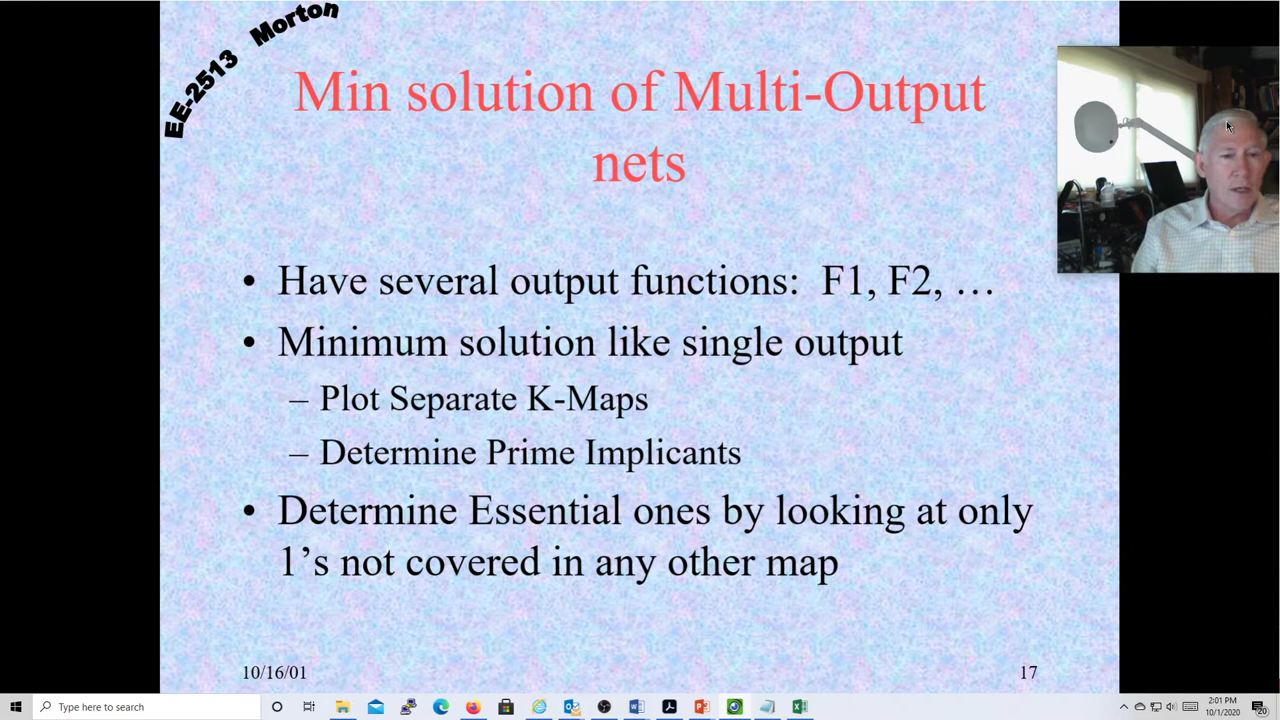 EE-2513 Morton
Min solution of Multi-Output
nets
• Have several output functions: F1, F2, …
• Minimum solution like single output
– Plot Separate K-Maps
– Determine Prime Implicants
• Determine Essential ones by looking at only
1's not covered in any other map
10/16/01
17
Type here to search
2:01 PM
10/1/2020
20